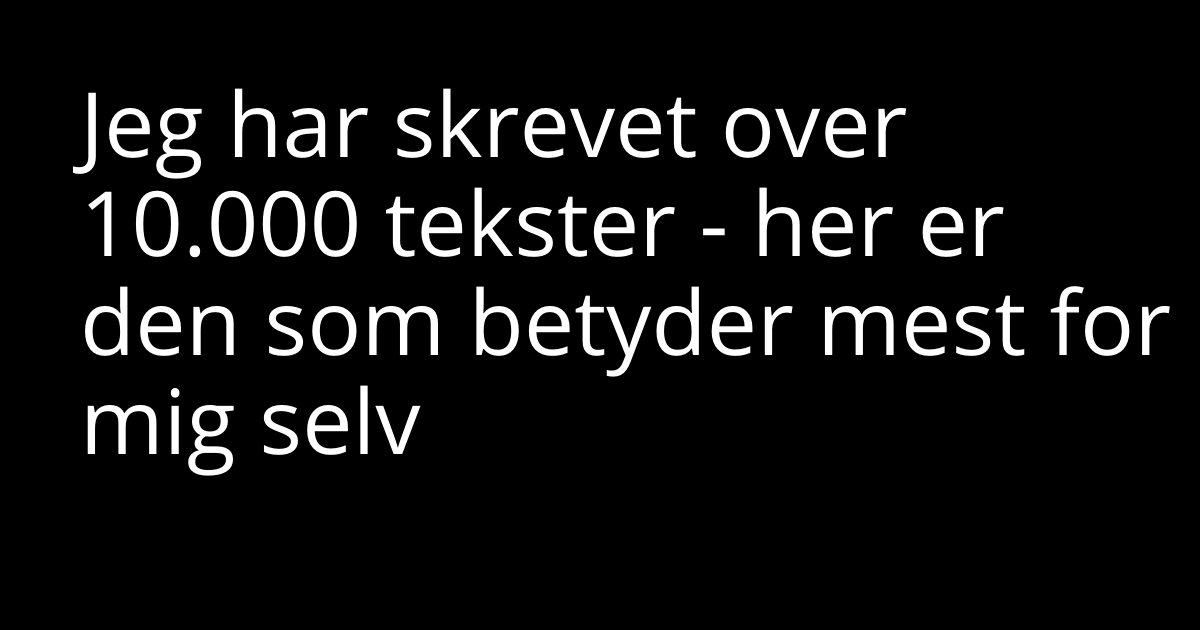 Jeg har skrevet over
10.000 tekster - her er
den som betyder mest for
mig selv